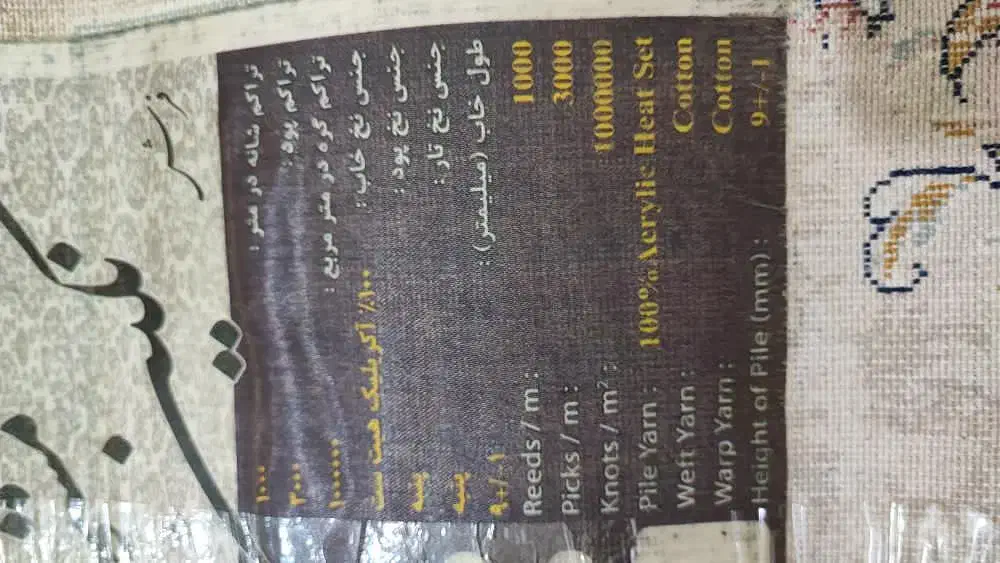 فرش
تراکم شانه در متر : ۱۰۰۰
تراکم پود : ۳۰۰۰
تراکم گره در متر مربع : ۱۰۰۰۰۰۰
جنس نخ خاب : ۱۰۰٪ آکریلیک هیت ست
جنس نخ پود : پنبه
جنس نخ تار : پنبه
طول خاب (میلیمتر) : ۹+/-۱
Reeds / m : 1000
Picks / m : 3000
Knots / m² : 1000000
Pile Yarn : 100%Acrylic Heat Set
Weft Yarn : Cotton
Warp Yarn : Cotton
Height of Pile (mm) : 9+/-1